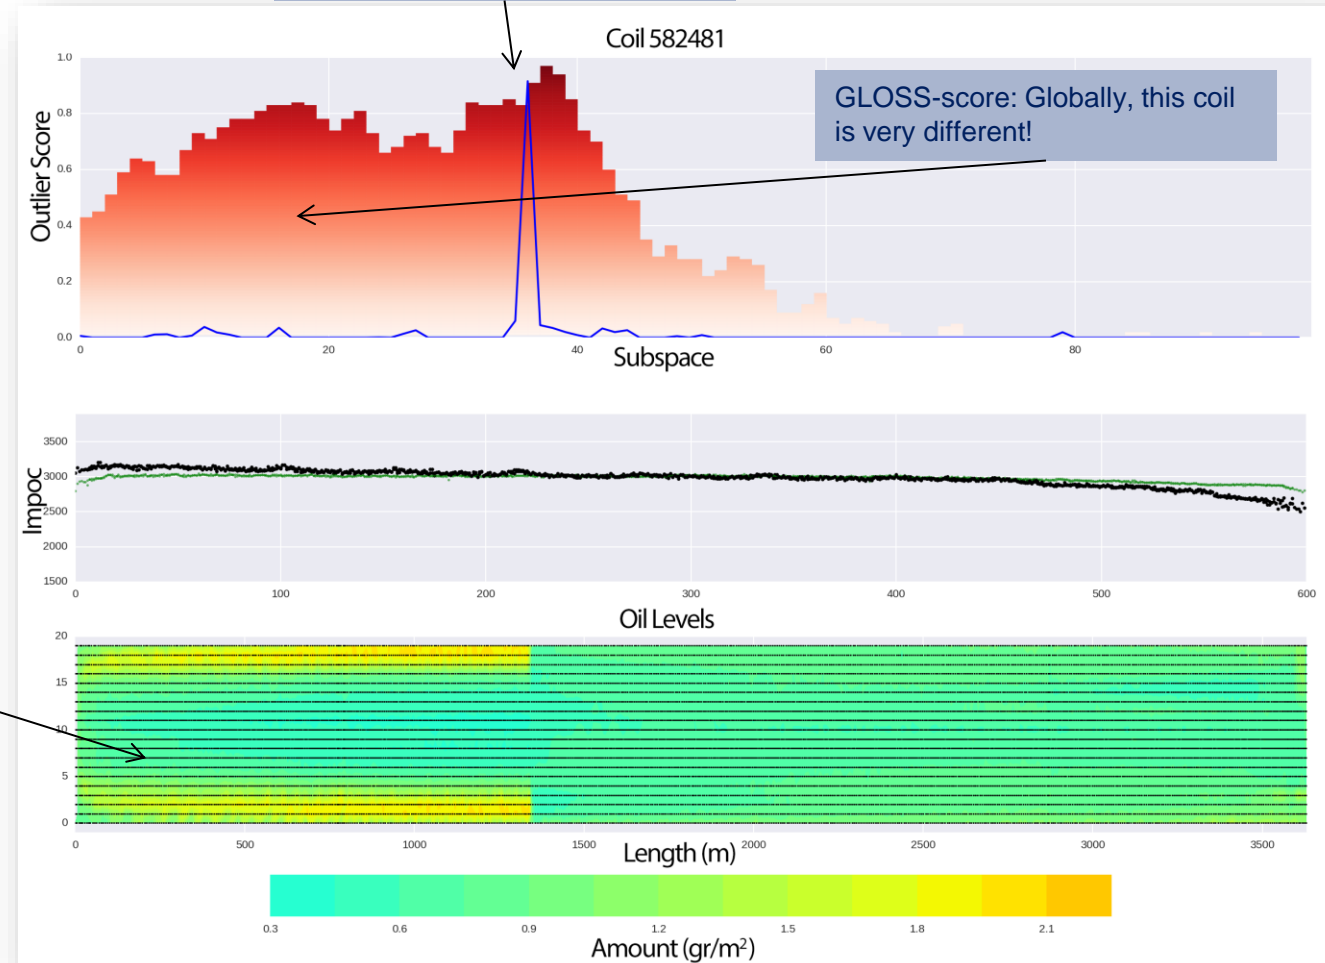 Coil 582481
GLOSS-score: Globally, this coil
is very different!
Outlier Score
1.0
0.8
0.6
0.4
0.2
0.0
0 20 40 60 80
Subspace
Impoc
3500
3000
2500
2000
1500
0 100 200 300 400 500 600
Oil Levels
20
15
10
5
0
0 500 1000 1500 2000 2500 3000 3500
Length (m)
0.3 0.6 0.9 1.2 1.5 1.8 2.1
Amount (gr/m²)